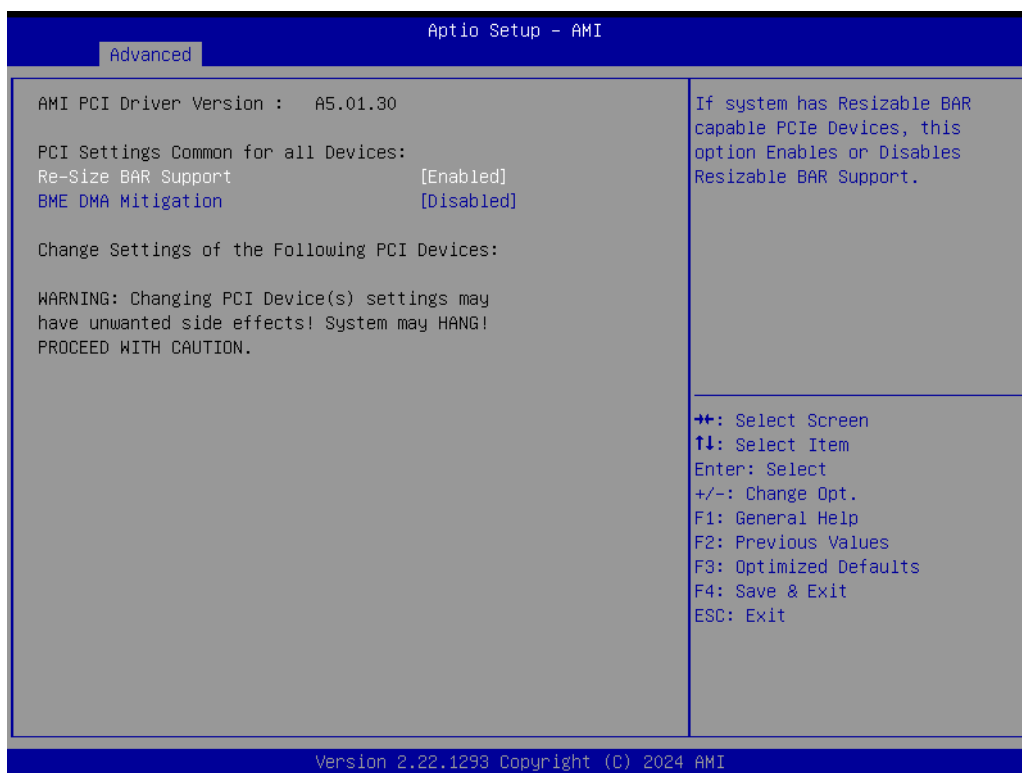 Aptio Setup – AMI
Advanced
AMI PCI Driver Version : A5.01.30
PCI Settings Common for all Devices:
Re-Size BAR Support [Enabled]
BME DMA Mitigation [Disabled]
Change Settings of the Following PCI Devices:
WARNING: Changing PCI Device(s) settings may
have unwanted side effects! System may HANG!
PROCEED WITH CAUTION.
If system has Resizable BAR
capable PCIe Devices, this
option Enables or Disables
Resizable BAR Support.
→←: Select Screen
↑↓: Select Item
Enter: Select
+/-: Change Opt.
F1: General Help
F2: Previous Values
F3: Optimized Defaults
F4: Save & Exit
ESC: Exit
Version 2.22.1293 Copyright (C) 2024 AMI